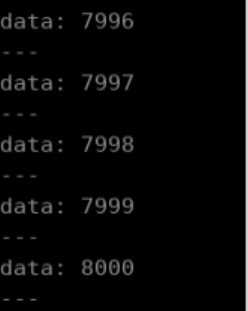 data: 7996
---
data: 7997
---
data: 7998
---
data: 7999
---
data: 8000
---